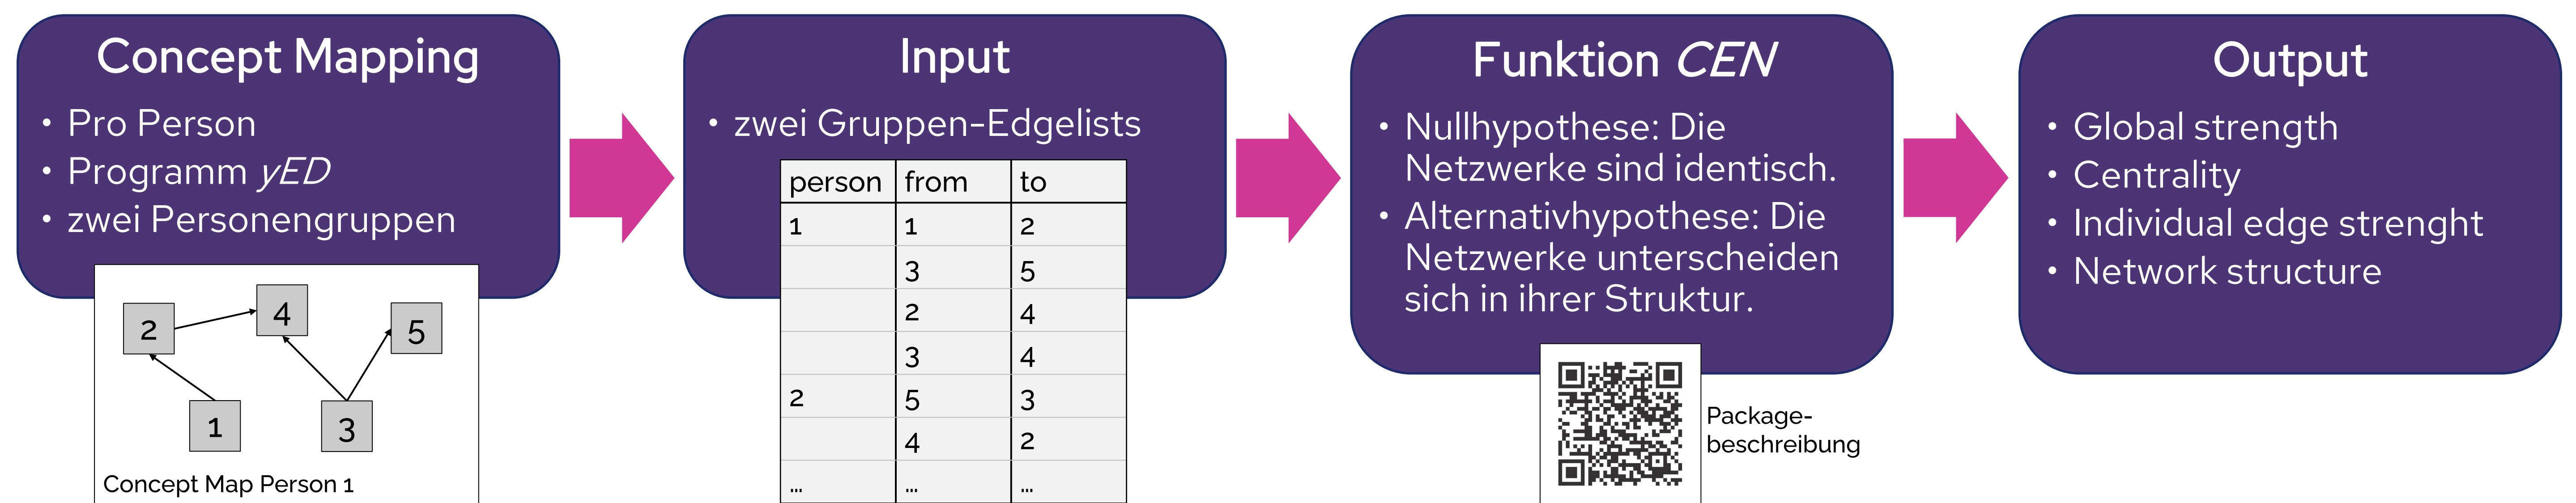 Concept Mapping
• Pro Person
• Programm yED
• zwei Personengruppen
2
4
5
1
3
Concept Map Person 1
Input
• zwei Gruppen-Edgelists
person from to
1 1 2
3 5
2 4
3 4
2 5 3
4 2
... ... ...
Funktion CEN
• Nullhypothese: Die
Netzwerke sind identisch.
• Alternativhypothese: Die
Netzwerke unterscheiden
sich in ihrer Struktur.
Package-
beschreibung
Output
• Global strength
• Centrality
• Individual edge strenght
• Network structure